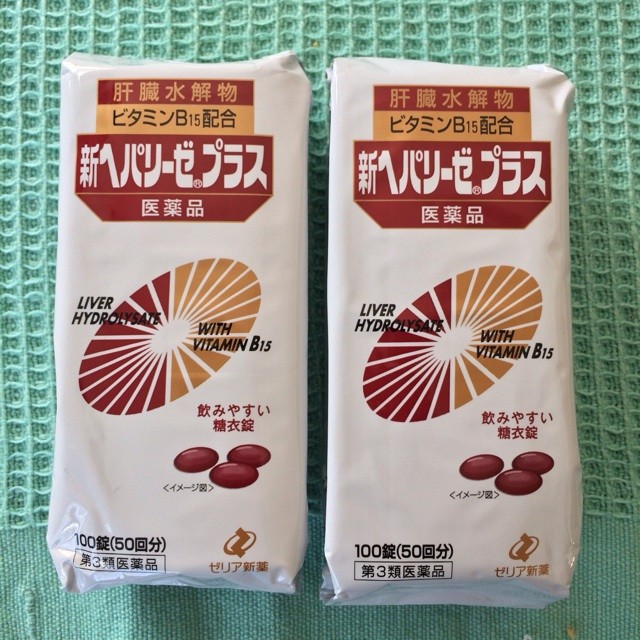 肝臓水解物
ビタミンB15配合
新ヘパリーゼ®プラス
医薬品
LIVER
HYDROLYSATE
WITH
VITAMIN B15
飲みやすい
糖衣錠
<イメージ図>
100錠(50回分)
第3類医薬品
ゼリア新薬
肝臓水解物
ビタミンB15配合
新ヘパリーゼ®プラス
医薬品
LIVER
HYDROLYSATE
WITH
VITAMIN B15
飲みやすい
糖衣錠
<イメージ図>
100錠(50回分)
第3類医薬品
ゼリア新薬